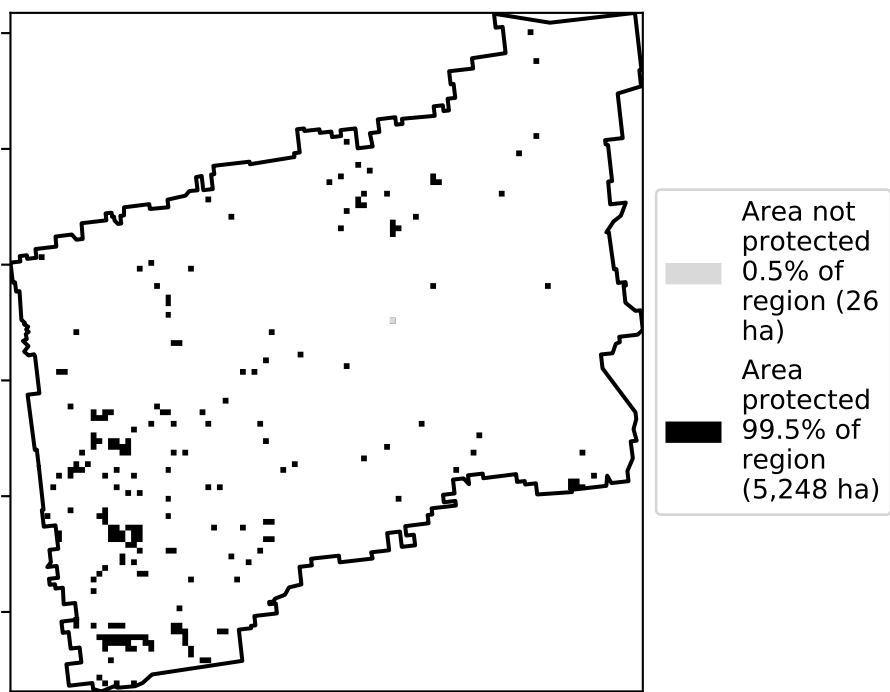 Area not
protected
0.5% of
region (26
ha)
Area
protected
99.5% of
region
(5,248 ha)